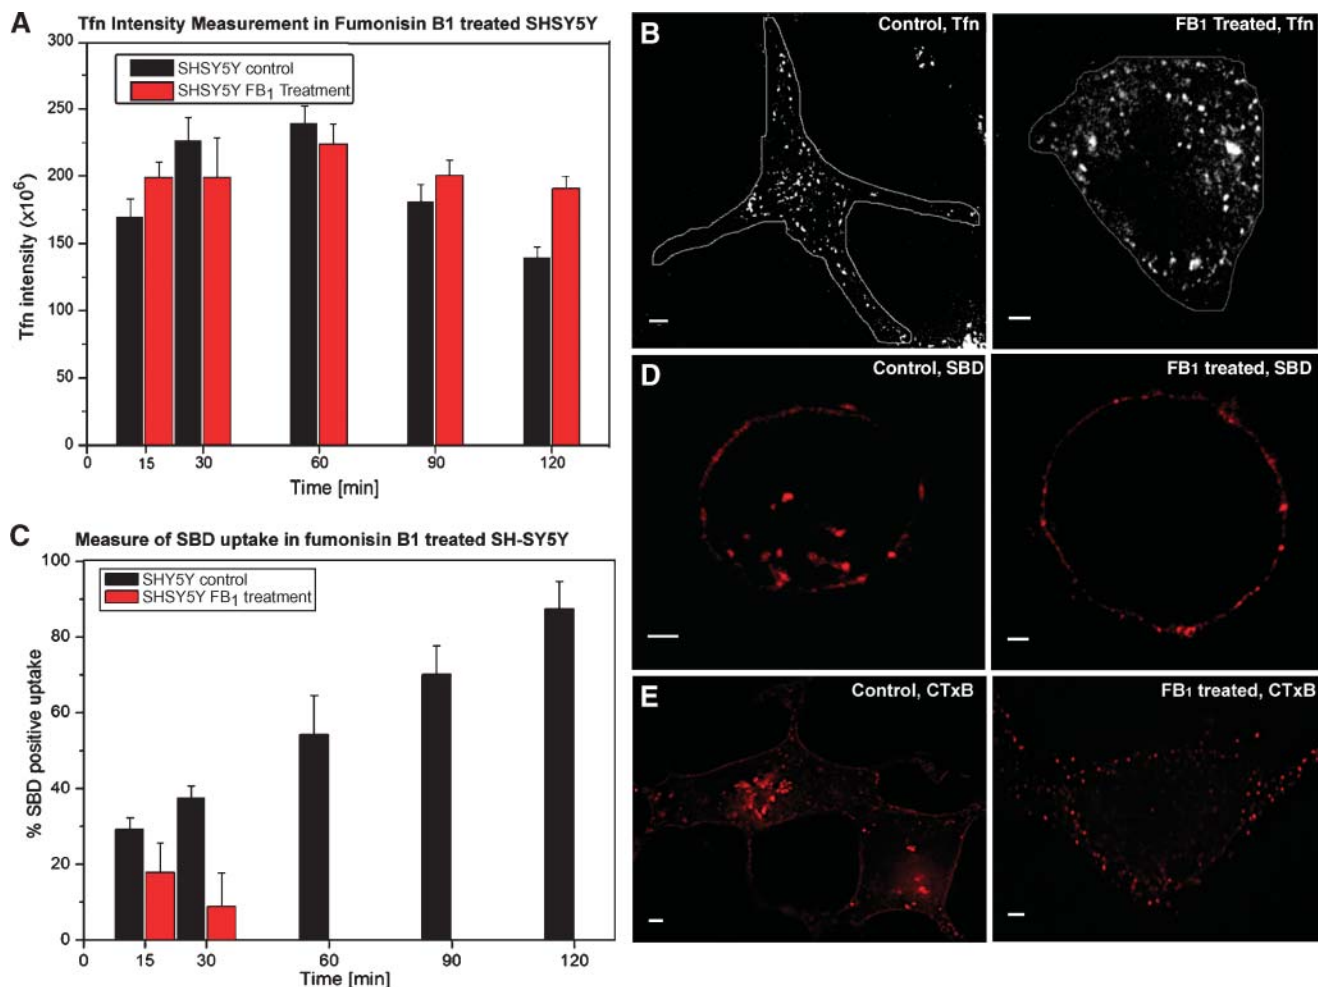 A
Tfn Intensity Measurement in Fumonisin B1 treated SHSY5Y
300
250
200
150
100
50
0
Tfn intensity (x10⁶)
SHSY5Y control
SHSY5Y FB₁ Treatment
0 15 30 60 90 120
Time [min]
B
Control, Tfn
FB₁ Treated, Tfn
C
Measure of SBD uptake in fumonisin B1 treated SH-SY5Y
100
80
60
40
20
0
% SBD positive uptake
SHY5Y control
SHSY5Y FB₁ treatment
0 15 30 60 90 120
Time [min]
D
Control, SBD
FB₁ treated, SBD
E
Control, CTxB
FB₁ treated, CTxB